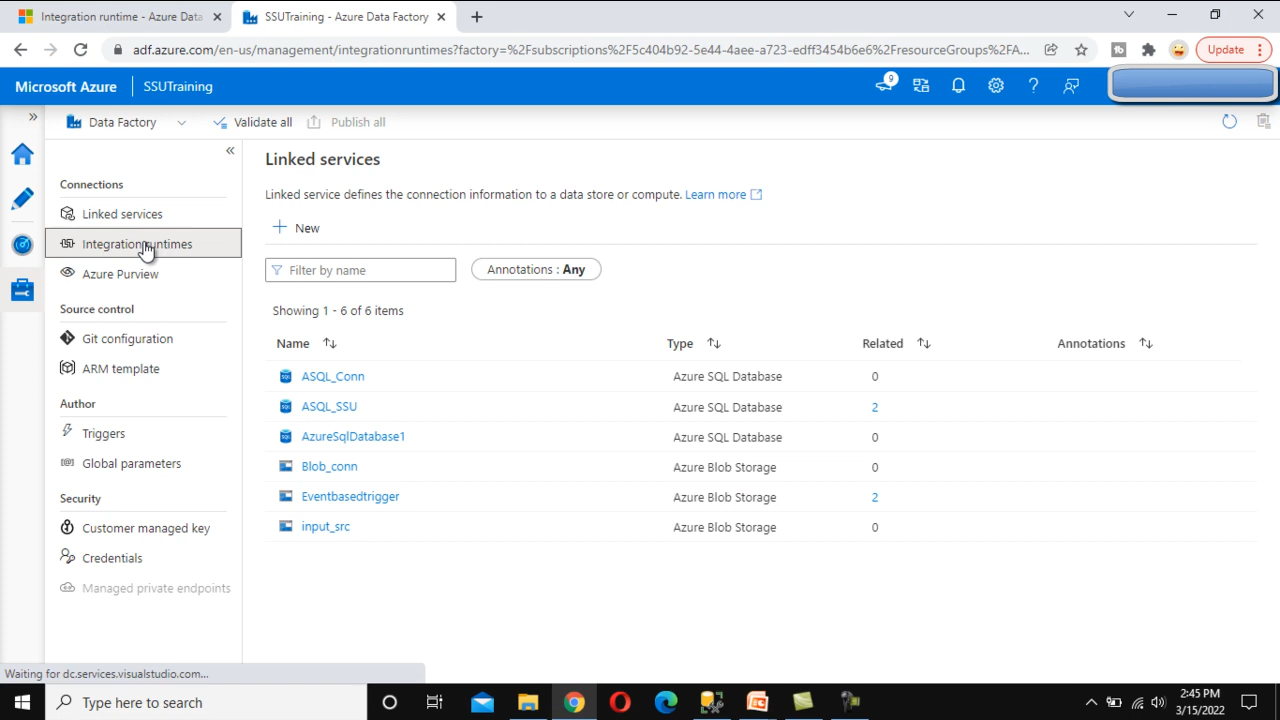 Integration runtime - Azure Data
SSUTraining - Azure Data Factory
adf.azure.com/en-us/management/integrationruntimes?factory=%2Fsubscriptions%2F5c404b92-5e44-4aee-a723-edff3454b6e6%2FresourceGroups%2FA...
Update
Microsoft Azure
SSUTraining
9
Data Factory
Validate all
Publish all
Connections
Linked services
Integration runtimes
Azure Purview
Source control
Git configuration
ARM template
Author
Triggers
Global parameters
Security
Customer managed key
Credentials
Managed private endpoints
Linked services
Linked service defines the connection information to a data store or compute. Learn more
New
Filter by name
Annotations : Any
Showing 1 - 6 of 6 items
Name Type Related Annotations
ASQL_Conn Azure SQL Database 0
ASQL_SSU Azure SQL Database 2
AzureSqlDatabase1 Azure SQL Database 0
Blob_conn Azure Blob Storage 0
Eventbasedtrigger Azure Blob Storage 2
input_src Azure Blob Storage 0
Waiting for dc.services.visualstudio.com...
Type here to search
2:45 PM
3/15/2022